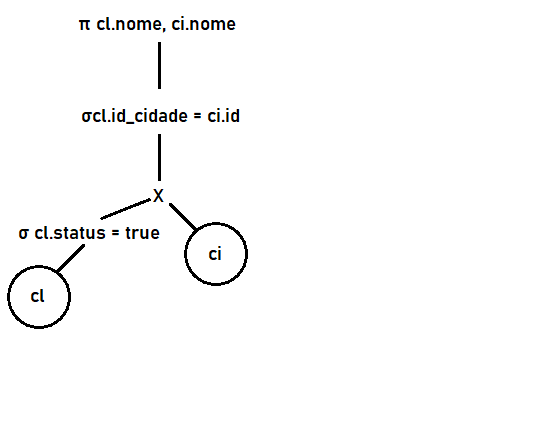 π cl.nome, ci.nome
σcl.id_cidade = ci.id
X
σ cl.status = true
ci
cl